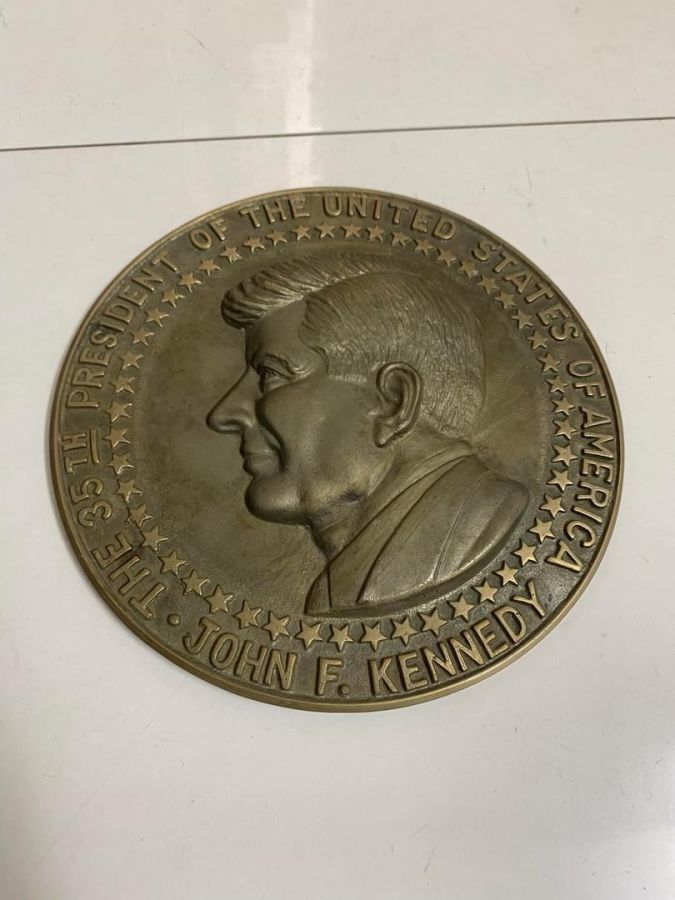 THE 35TH PRESIDENT OF THE UNITED STATES OF AMERICA
· JOHN F. KENNEDY